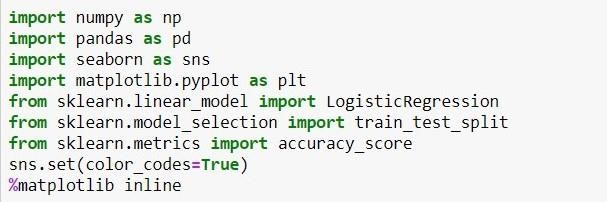 import numpy as np
import pandas as pd
import seaborn as sns
import matplotlib.pyplot as plt
from sklearn.linear_model import LogisticRegression
from sklearn.model_selection import train_test_split
from sklearn.metrics import accuracy_score
sns.set(color_codes=True)
%matplotlib inline